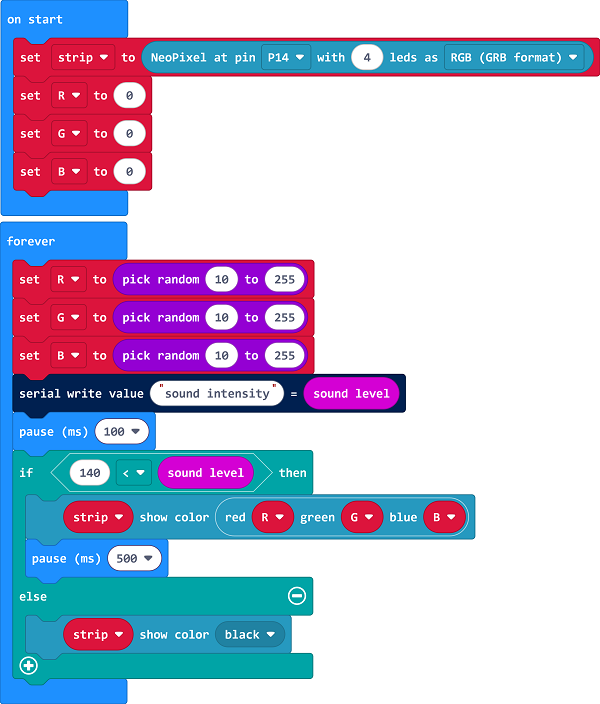 on start
set strip to NeoPixel at pin P14 with 4 leds as RGB (GRB format)
set R to 0
set G to 0
set B to 0
forever
set R to pick random 10 to 255
set G to pick random 10 to 255
set B to pick random 10 to 255
serial write value "sound intensity" = sound level
pause (ms) 100
if 140 < sound level then
strip show color red R green G blue B
pause (ms) 500
else
strip show color black